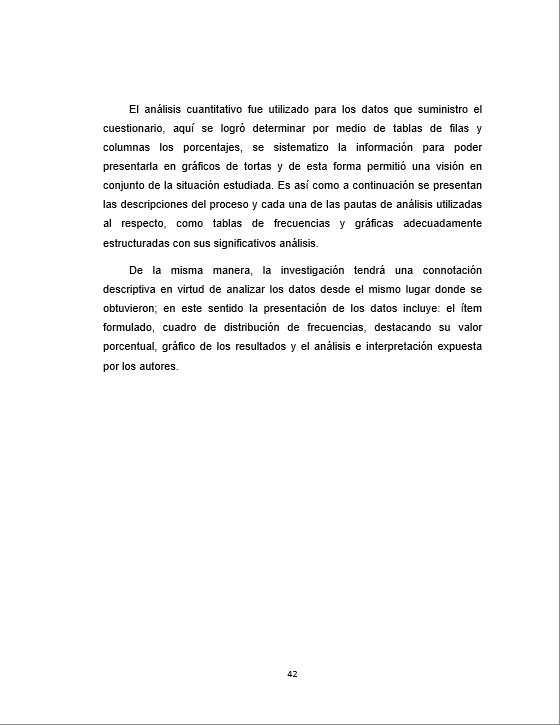 El análisis cuantitativo fue utilizado para los datos que suministro el
cuestionario, aquí se logró determinar por medio de tablas de filas y
columnas los porcentajes, se sistematizo la información para poder
presentarla en gráficos de tortas y de esta forma permitió una visión en
conjunto de la situación estudiada. Es así como a continuación se presentan
las descripciones del proceso y cada una de las pautas de análisis utilizadas
al respecto, como tablas de frecuencias y gráficas adecuadamente
estructuradas con sus significativos análisis.
De la misma manera, la investigación tendrá una connotación
descriptiva en virtud de analizar los datos desde el mismo lugar donde se
obtuvieron; en este sentido la presentación de los datos incluye: el ítem
formulado, cuadro de distribución de frecuencias, destacando su valor
porcentual, gráfico de los resultados y el análisis e interpretación expuesta
por los autores.
42